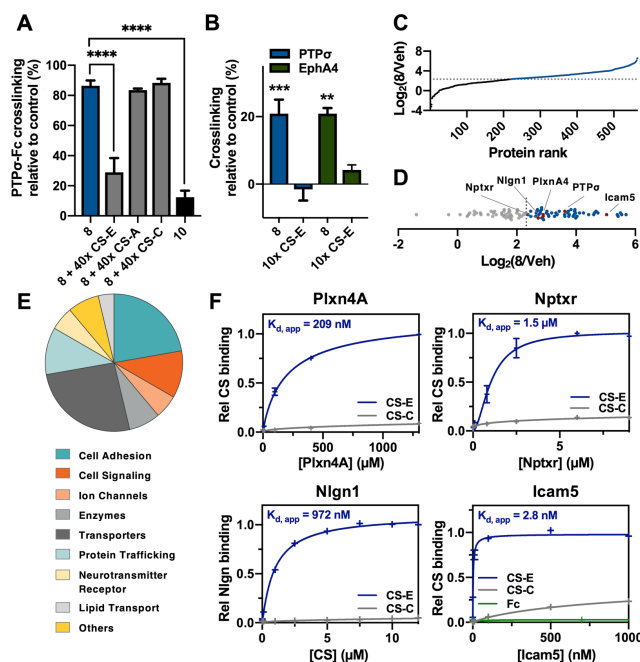 A
****
****
PTPσ-Fc crosslinking
relative to control (%)
100
80
60
40
20
0
8
8 + 40x CS-E
8 + 40x CS-A
8 + 40x CS-C
10
B
PTPσ
EphA4
Crosslinking
relative to control (%)
20
0
***
**
8
10x CS-E
8
10x CS-E
C
Log₂(8/Veh)
12
8
4
0
-4
100
200
300
400
500
Protein rank
D
Nlgn1
PlxnA4
PTPσ
Nptxr
Icam5
-2
0
2
4
6
Log₂(8/Veh)
E
Cell Adhesion
Cell Signaling
Ion Channels
Enzymes
Transporters
Protein Trafficking
Neurotransmitter
Receptor
Lipid Transport
Others
F
Plxn4A
Kd, app = 209 nM
Rel CS binding
1.0
0.5
0.0
CS-E
CS-C
0
500
1000
[Plxn4A] (µM)
Nptxr
Kd, app = 1.5 µM
Rel CS binding
1.0
0.5
0.0
CS-E
CS-C
0
5
[Nptxr] (µM)
Nlgn1
Kd, app = 972 nM
Rel Nlgn binding
1.0
0.5
0.0
CS-E
CS-C
0
5
10
[CS] (µM)
Icam5
Kd, app = 2.8 nM
Rel CS binding
1.0
0.5
0.0
CS-E
CS-C
Fc
0
500
1000
[Icam5] (nM)